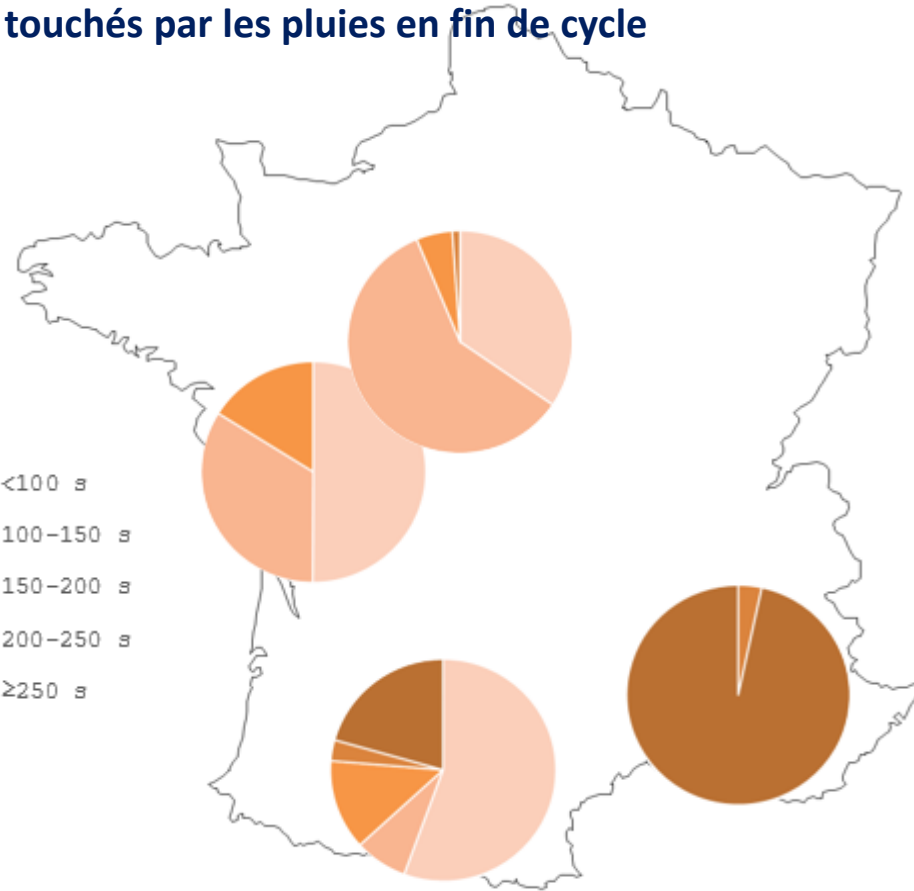 touchés par les pluies en fin de cycle
<100 s
100-150 s
150-200 s
200-250 s
≥250 s